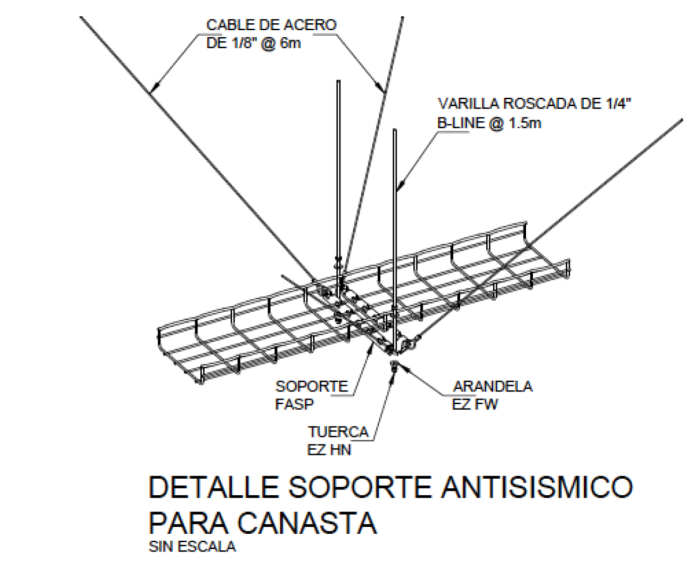 CABLE DE ACERO
DE 1/8" @ 6m
VARILLA ROSCADA DE 1/4"
B-LINE @ 1.5m
SOPORTE
FASP
ARANDELA
EZ FW
TUERCA
EZ HN
DETALLE SOPORTE ANTISISMICO
PARA CANASTA
SIN ESCALA